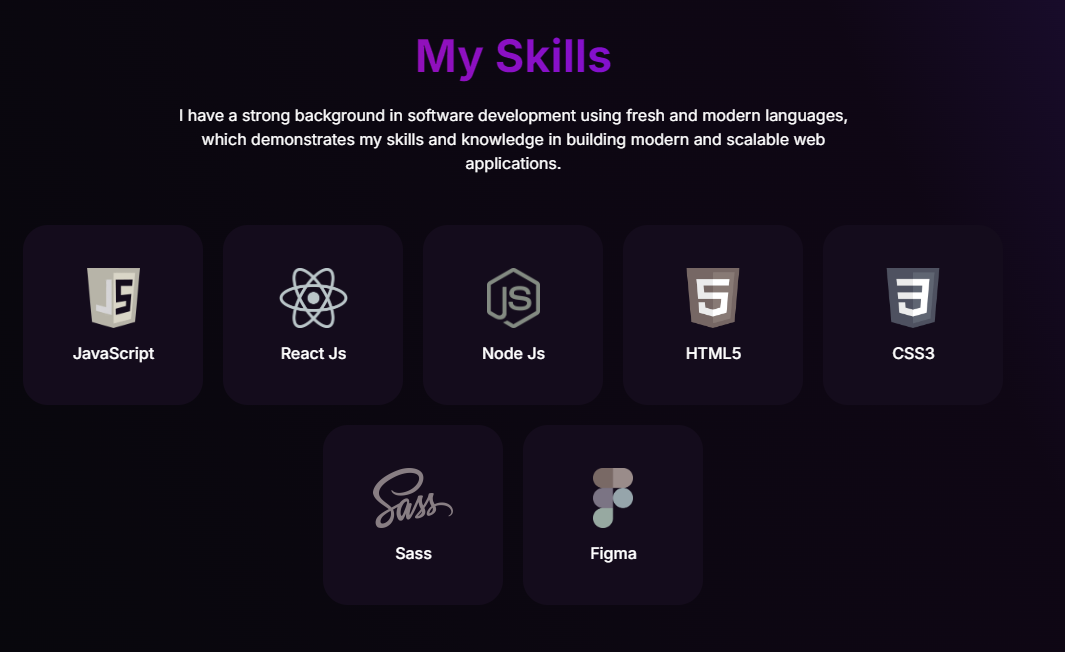 My Skills
I have a strong background in software development using fresh and modern languages,
which demonstrates my skills and knowledge in building modern and scalable web
applications.
JS
JS
5
3
JavaScript
React Js
Node Js
HTML5
CSS3
Sass
Sass
Figma